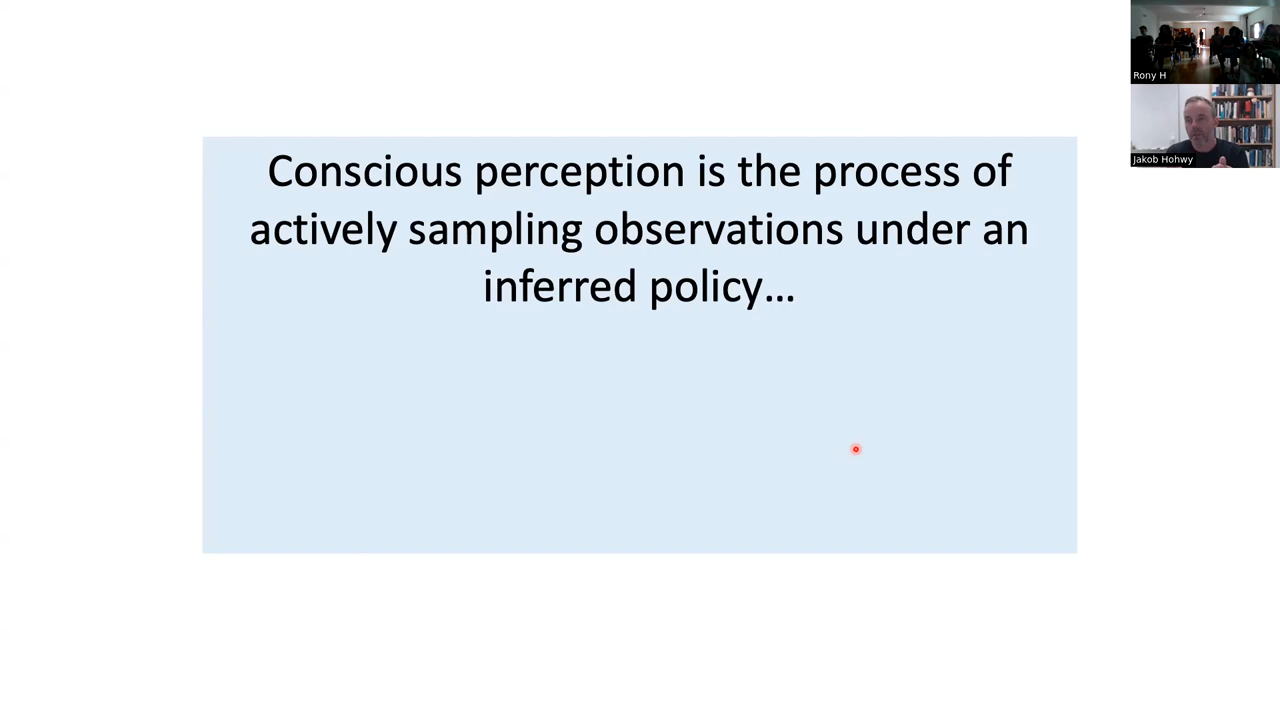 Conscious perception is the process of
actively sampling observations under an
inferred policy…
Rony H
Jakob Hohwy